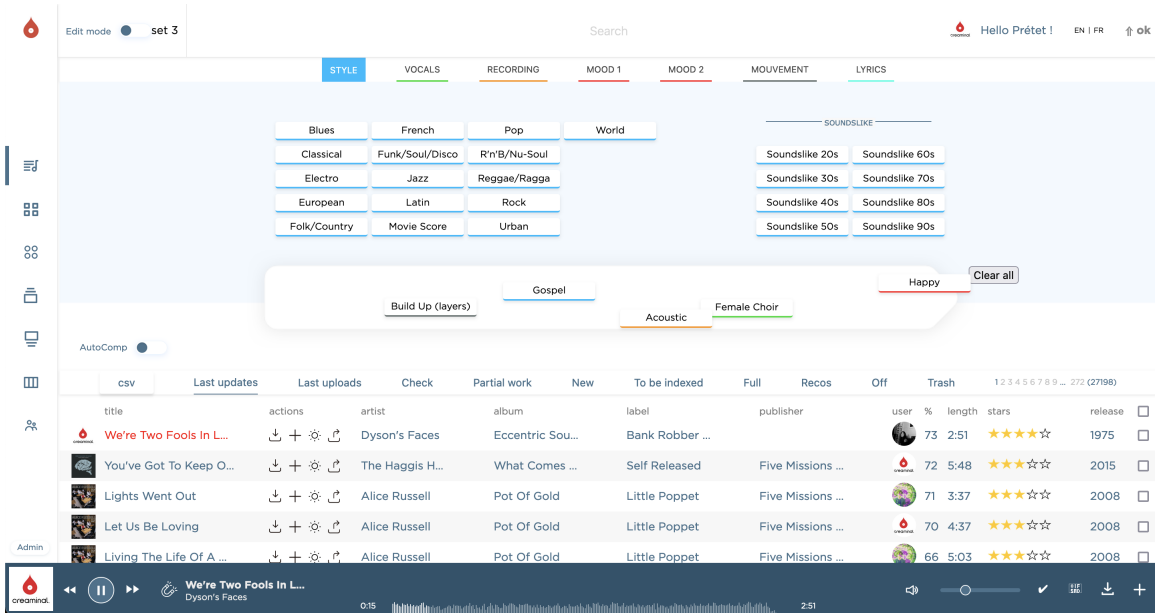 Edit mode set 3 Search creaminal. Hello Prétet ! EN | FR ok
STYLE VOCALS RECORDING MOOD 1 MOOD 2 MOUVEMENT LYRICS
SOUNDSLIKE
Blues French Pop World
Classical Funk/Soul/Disco R'n'B/Nu-Soul Soundslike 20s Soundslike 60s
Electro Jazz Reggae/Ragga Soundslike 30s Soundslike 70s
European Latin Rock Soundslike 40s Soundslike 80s
Folk/Country Movie Score Urban Soundslike 50s Soundslike 90s
Clear all
Happy
Gospel
Build Up (layers) Female Choir
Acoustic
AutoComp
csv Last updates Last uploads Check Partial work New To be indexed Full Recos Off Trash 1 2 3 4 5 6 7 8 9 ... 272 (27198)
title actions artist album label publisher user % length stars release
creaminal. We're Two Fools In L... Dyson's Faces Eccentric Sou... Bank Robber ... 73 2:51 1975
You've Got To Keep O... The Haggis H... What Comes ... Self Released Five Missions ... creaminal. 72 5:48 2015
Lights Went Out Alice Russell Pot Of Gold Little Poppet Five Missions ... 71 3:37 2008
Let Us Be Loving Alice Russell Pot Of Gold Little Poppet Five Missions ... creaminal. 70 4:37 2008
Living The Life Of A ... Alice Russell Pot Of Gold Little Poppet Five Missions ... 66 5:03 2008
Admin
creaminal. We're Two Fools In L...
Dyson's Faces
0:15 2:51